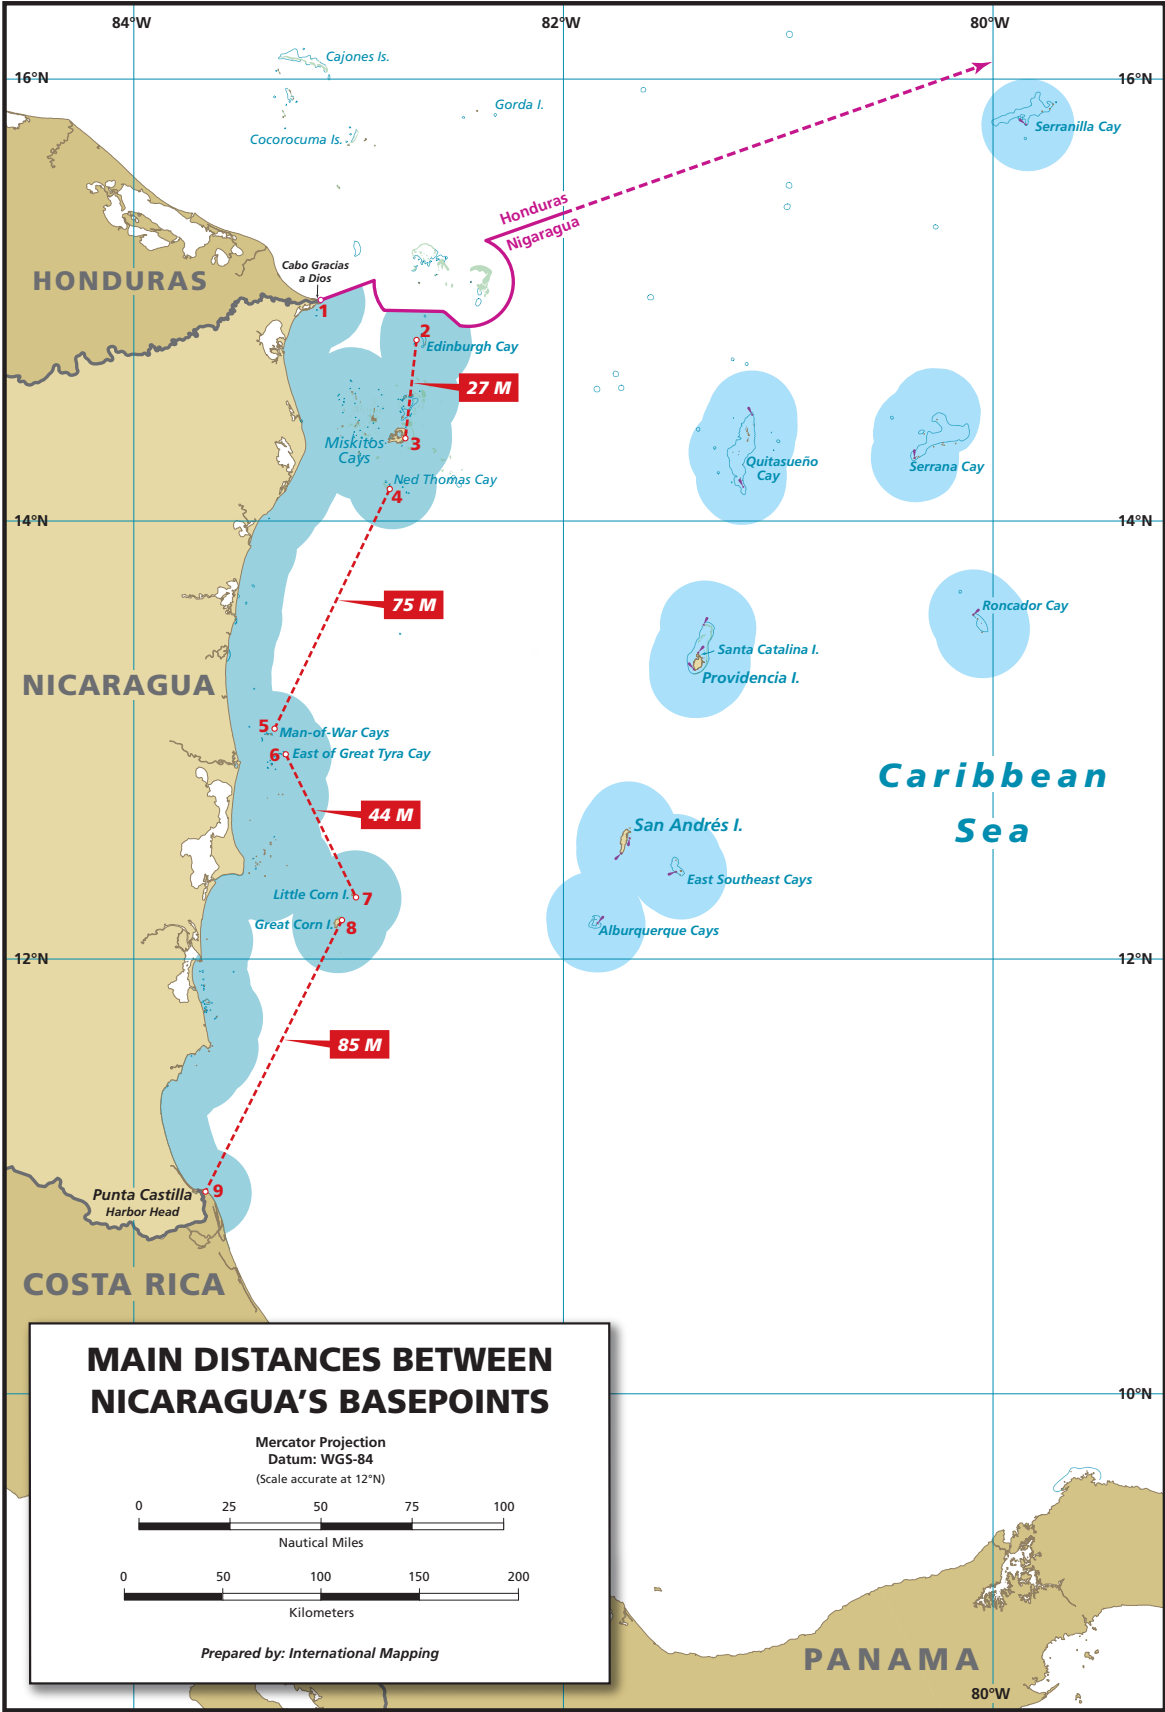 84°W
82°W
80°W
Cajones Is.
16°N
16°N
Gorda I.
Serranilla Cay
Cocorocuma Is.
Honduras
Nigaragua
Cabo Gracias
a Dios
HONDURAS
1
2
Edinburgh Cay
27 M
Miskitos
Cays
3
Quitasueño
Cay
Serrana Cay
Ned Thomas Cay
4
14°N
14°N
75 M
Roncador Cay
Santa Catalina I.
Providencia I.
NICARAGUA
5
Man-of-War Cays
6
East of Great Tyra Cay
Caribbean
Sea
44 M
San Andrés I.
East Southeast Cays
Little Corn I.
7
Great Corn I.
8
Alburquerque Cays
12°N
12°N
85 M
Punta Castilla
Harbor Head
9
COSTA RICA
MAIN DISTANCES BETWEEN
NICARAGUA'S BASEPOINTS
10°N
Mercator Projection
Datum: WGS-84
(Scale accurate at 12°N)
0 25 50 75 100
Nautical Miles
0 50 100 150 200
Kilometers
Prepared by: International Mapping
PANAMA
80°W